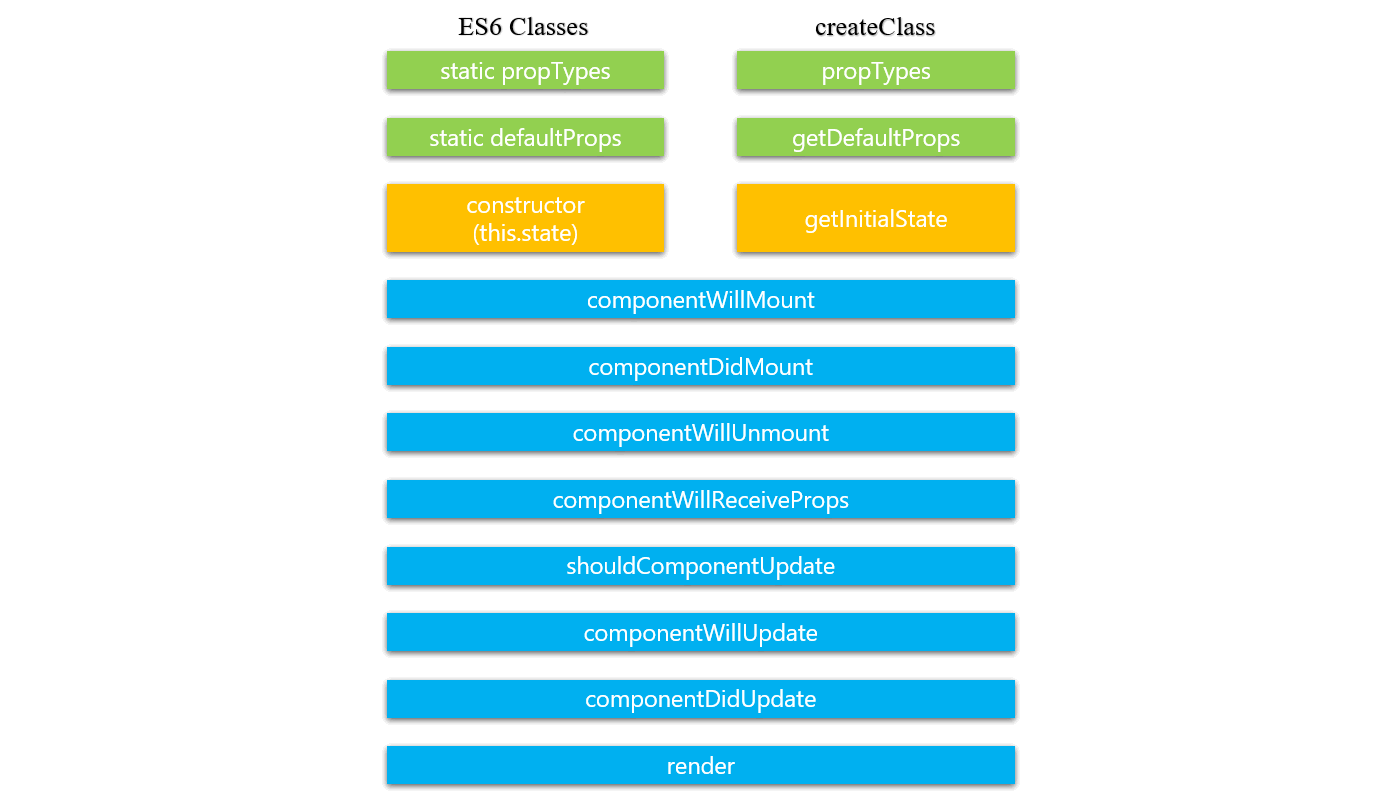 ES6 Classes
createClass
static propTypes
propTypes
static defaultProps
getDefaultProps
constructor
(this.state)
getInitialState
componentWillMount
componentDidMount
componentWillUnmount
componentWillReceiveProps
shouldComponentUpdate
componentWillUpdate
componentDidUpdate
render